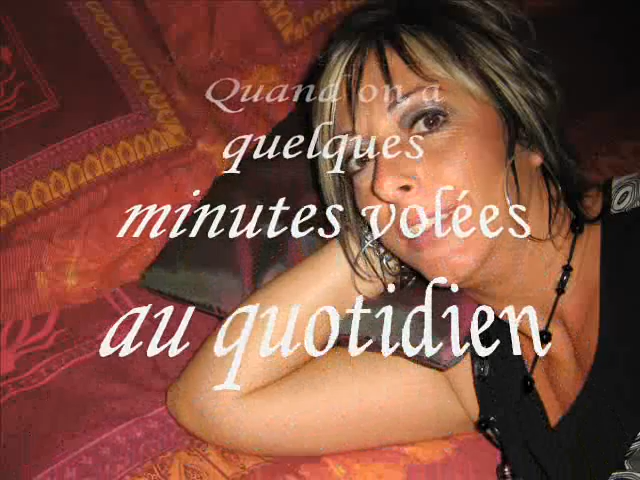 Quand on a
quelques
minutes volées
au quotidien